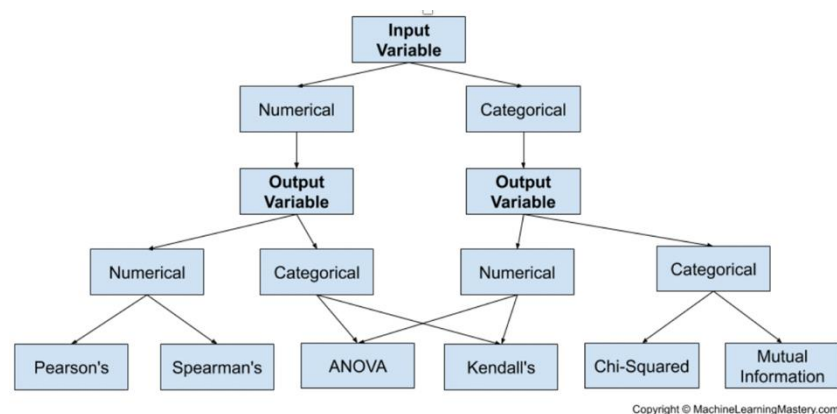 Input
Variable
Numerical
Categorical
Output
Variable
Output
Variable
Numerical
Categorical
Numerical
Categorical
Pearson's
Spearman's
ANOVA
Kendall's
Chi-Squared
Mutual
Information
Copyright © MachineLearningMastery.com